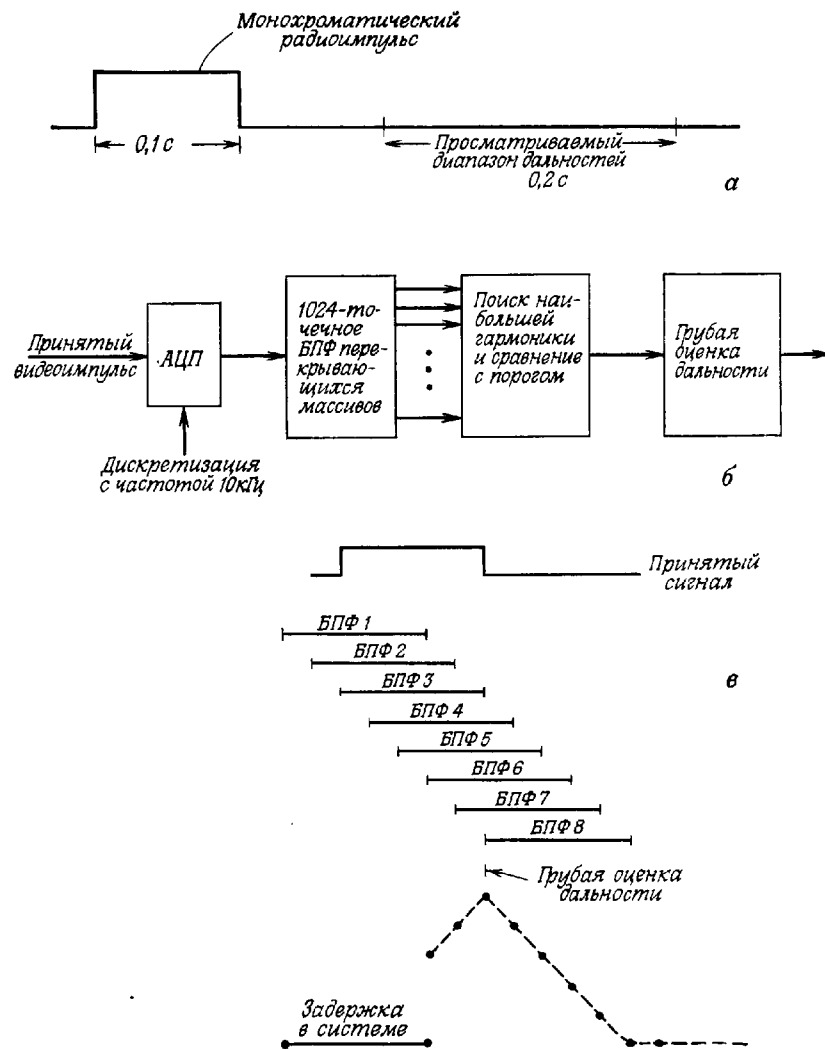 Монохроматический
радиоимпульс
0,1 с
Просматриваемый
диапазон дальностей
0,2 с
а
Принятый
видеоимпульс
АЦП
Дискретизация
с частотой 10кГц
1024-то-
чечное
БПФ пере-
крываю-
щихся
массивов
Поиск наи-
большей
гармоники
и сравнение
с порогом
Грубая
оценка
дальности
б
Принятый
сигнал
БПФ 1
БПФ 2
БПФ 3
БПФ 4
БПФ 5
БПФ 6
БПФ 7
БПФ 8
в
Грубая оценка
дальности
Задержка
в системе